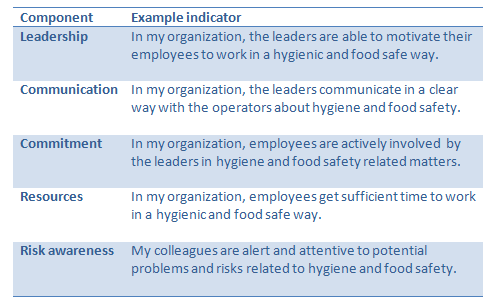 Component Example indicator
Leadership In my organization, the leaders are able to motivate their
employees to work in a hygienic and food safe way.
Communication In my organization, the leaders communicate in a clear
way with the operators about hygiene and food safety.
Commitment In my organization, employees are actively involved by
the leaders in hygiene and food safety related matters.
Resources In my organization, employees get sufficient time to work
in a hygienic and food safe way.
Risk awareness My colleagues are alert and attentive to potential
problems and risks related to hygiene and food safety.